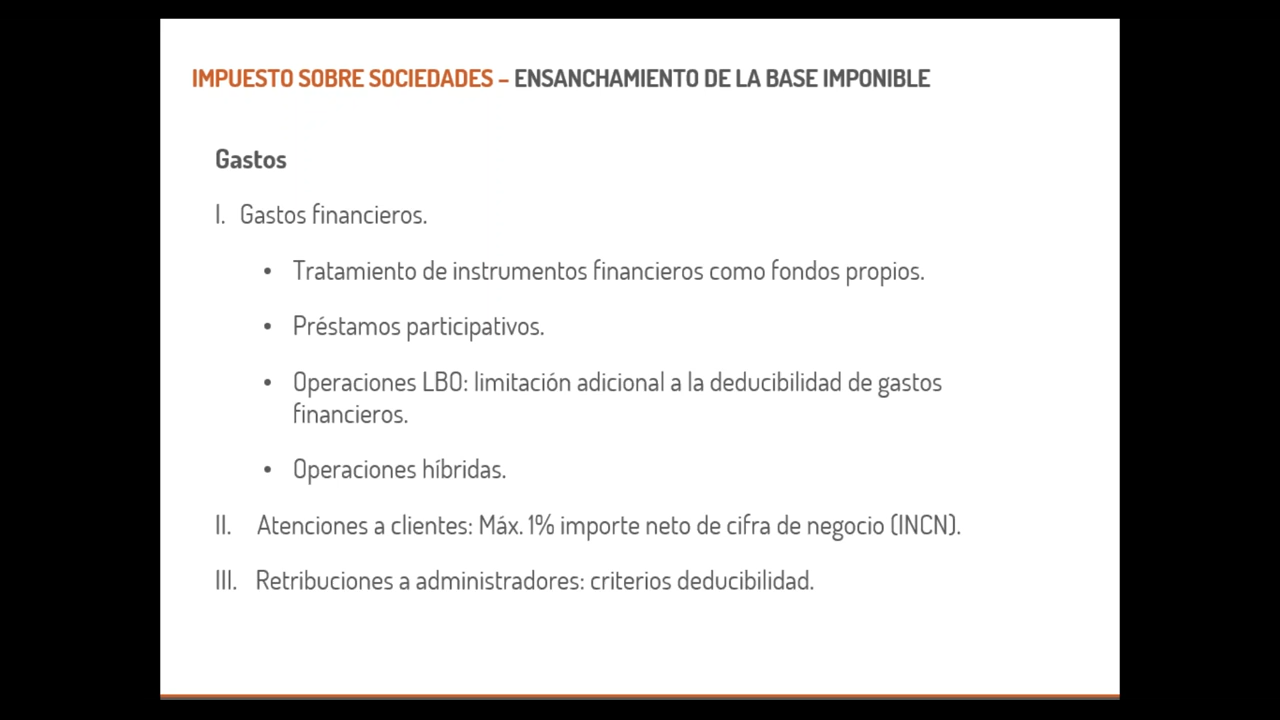 IMPUESTO SOBRE SOCIEDADES – ENSANCHAMIENTO DE LA BASE IMPONIBLE
Gastos
I. Gastos financieros.
• Tratamiento de instrumentos financieros como fondos propios.
• Préstamos participativos.
• Operaciones LBO: limitación adicional a la deducibilidad de gastos
financieros.
• Operaciones híbridas.
II. Atenciones a clientes: Máx. 1% importe neto de cifra de negocio (INCN).
III. Retribuciones a administradores: criterios deducibilidad.